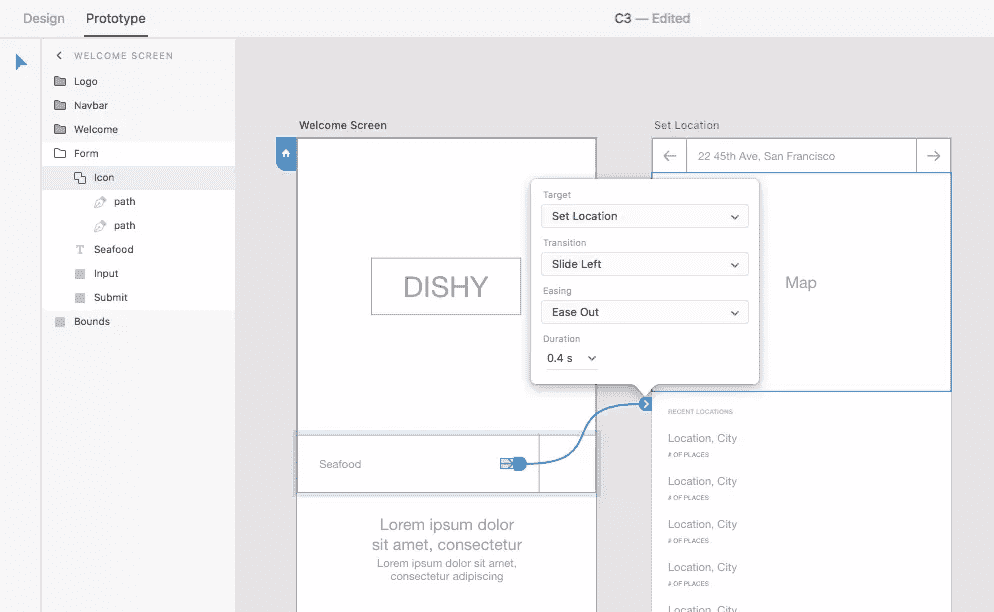 Design Prototype C3 — Edited
WELCOME SCREEN
Logo
Navbar
Welcome
Form
Icon
path
path
Seafood
Input
Submit
Bounds
Welcome Screen
DISHY
Seafood
Lorem ipsum dolor
sit amet, consectetur
Lorem ipsum dolor sit amet,
consectetur adipiscing
Target
Set Location
Transition
Slide Left
Easing
Ease Out
Duration
0.4 s
Set Location
22 45th Ave, San Francisco
Map
RECENT LOCATIONS
Location, City
# OF PLACES
Location, City
# OF PLACES
Location, City
# OF PLACES
Location, City
# OF PLACES
Location, City